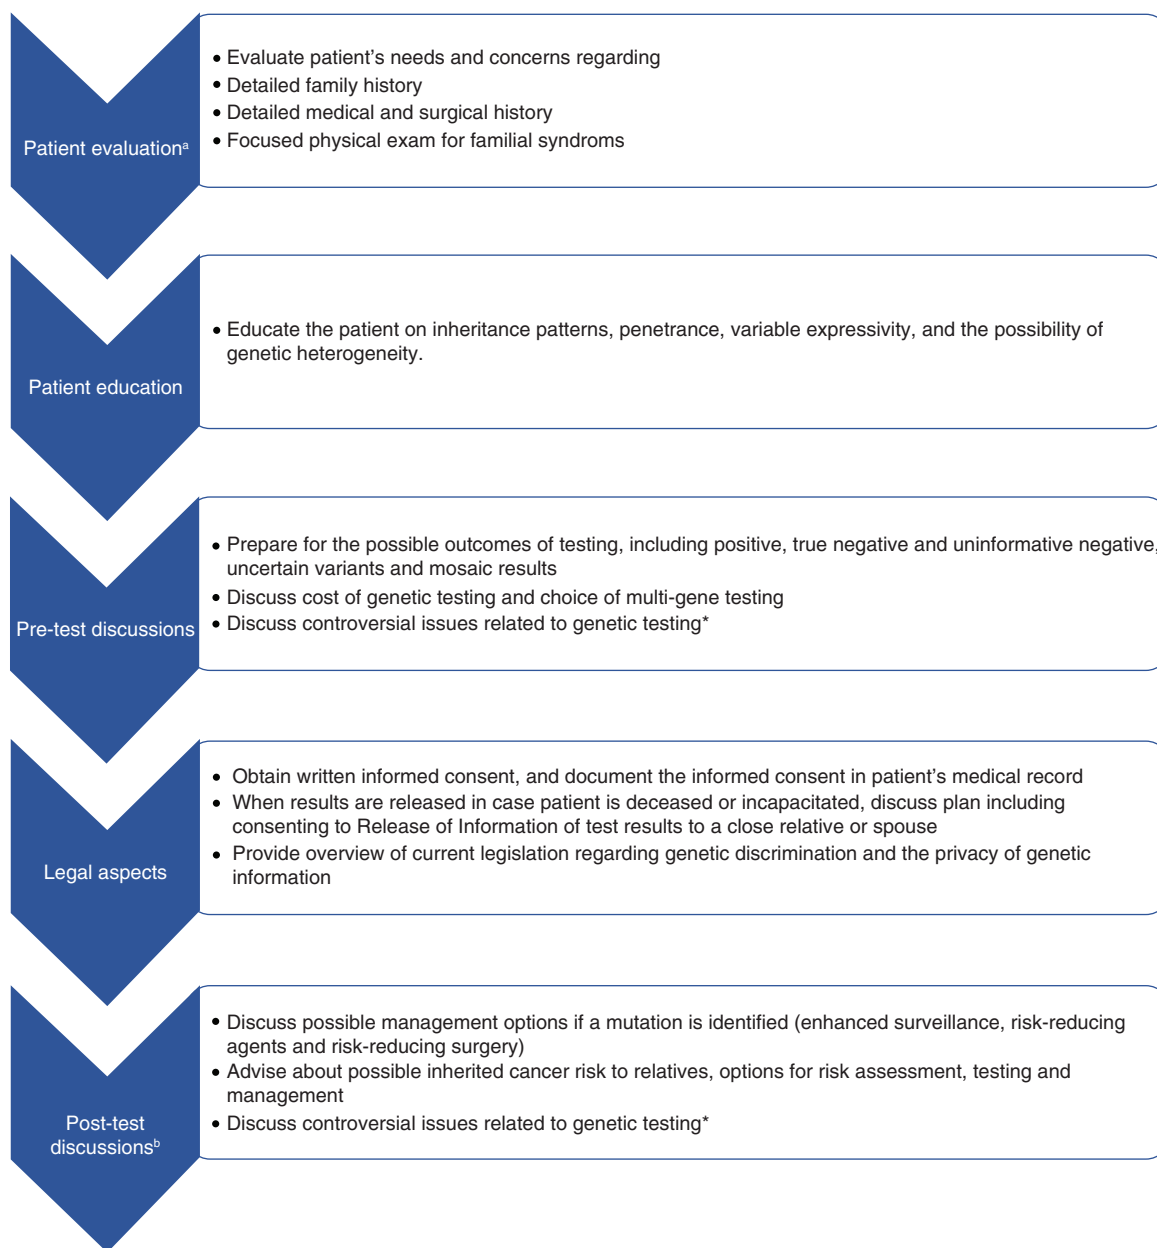 Patient evaluationa
• Evaluate patient’s needs and concerns regarding
• Detailed family history
• Detailed medical and surgical history
• Focused physical exam for familial syndroms
Patient education
• Educate the patient on inheritance patterns, penetrance, variable expressivity, and the possibility of
genetic heterogeneity.
Pre-test discussions
• Prepare for the possible outcomes of testing, including positive, true negative and uninformative negative,
uncertain variants and mosaic results
• Discuss cost of genetic testing and choice of multi-gene testing
• Discuss controversial issues related to genetic testing*
Legal aspects
• Obtain written informed consent, and document the informed consent in patient’s medical record
• When results are released in case patient is deceased or incapacitated, discuss plan including
consenting to Release of Information of test results to a close relative or spouse
• Provide overview of current legislation regarding genetic discrimination and the privacy of genetic
information
Post-test
discussionsb
• Discuss possible management options if a mutation is identified (enhanced surveillance, risk-reducing
agents and risk-reducing surgery)
• Advise about possible inherited cancer risk to relatives, options for risk assessment, testing and
management
• Discuss controversial issues related to genetic testing*